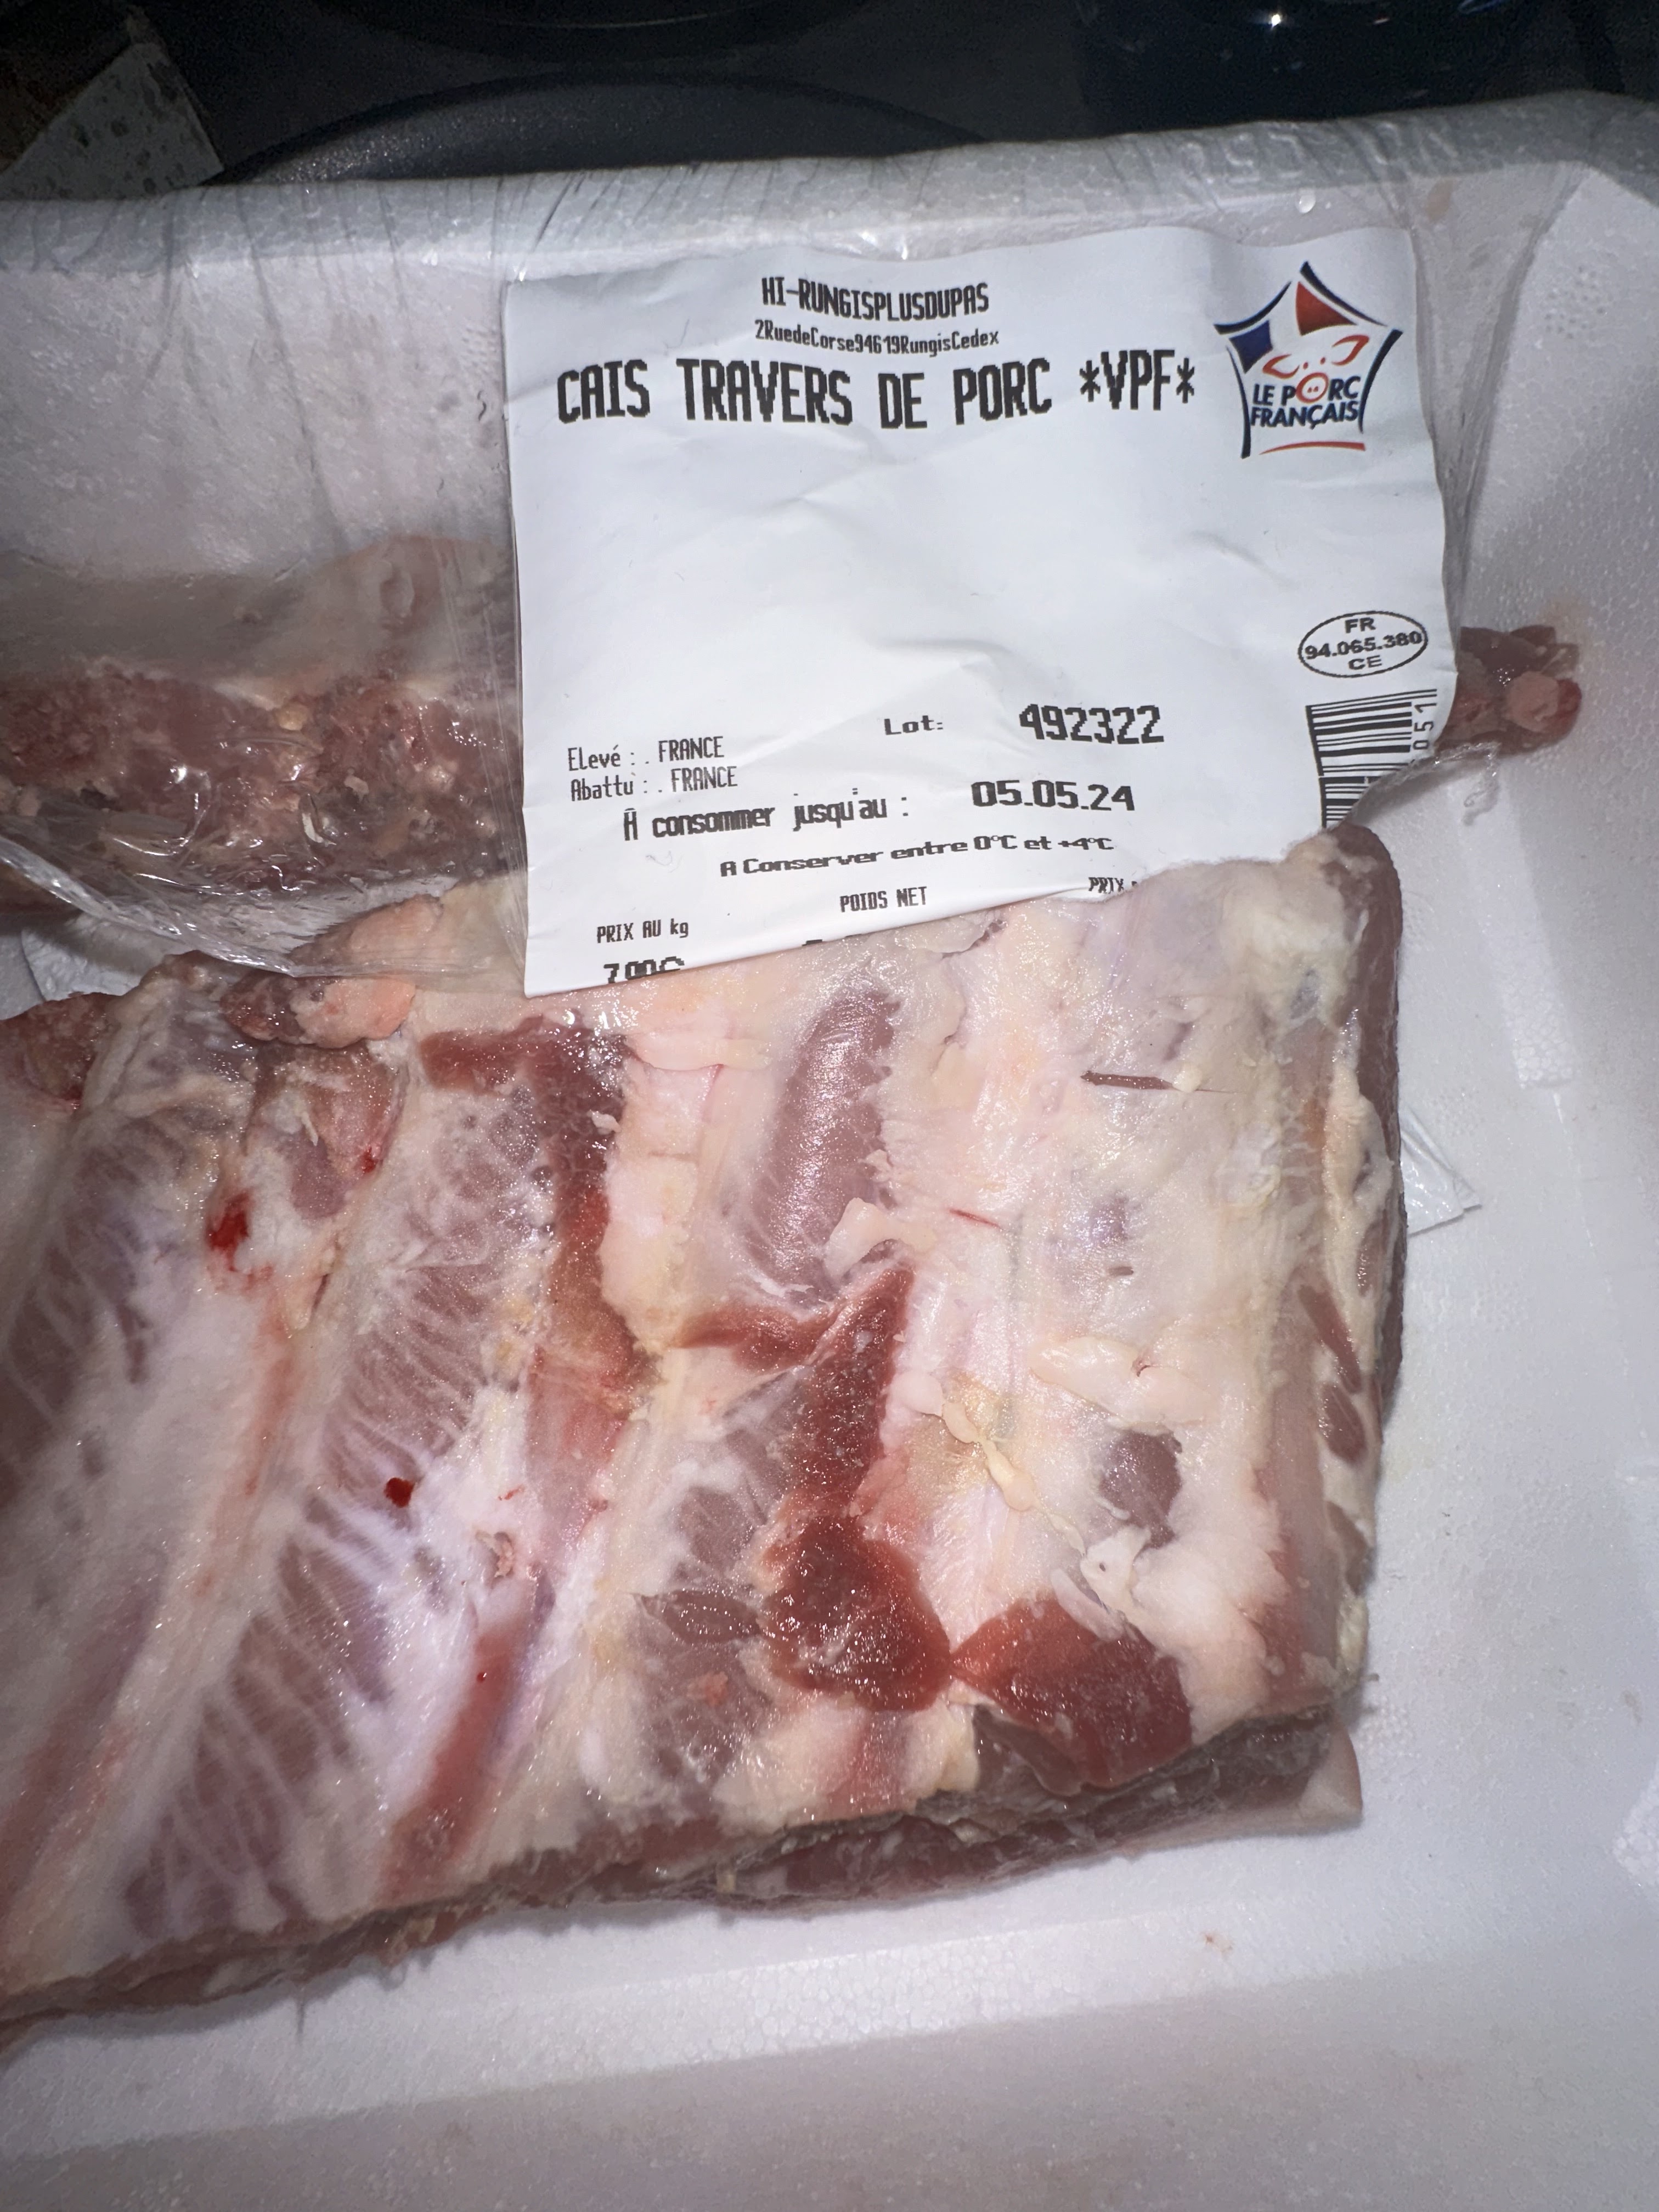 HI-RUNGISPLUSDUPAS
2RuedeCorse94619RungisCedex
CAIS TRAVERS DE PORC *VPF*
LE PORC
FRANÇAIS
FR
94.065.380
CE
Lot: 492322
Elevé : . FRANCE
Abattu : . FRANCE
A consommer jusqu'au : 05.05.24
A Conserver entre 0°C et +4°C
PRIX AU kg POIDS NET PRIX
051